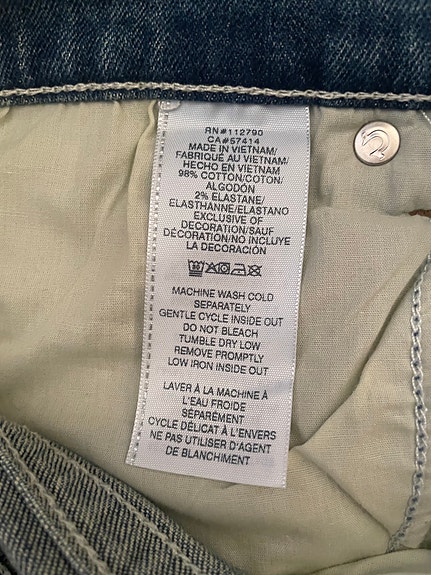 RN#112790
CA#57414
MADE IN VIETNAM/
FABRIQUÉ AU VIETNAM/
HECHO EN VIETNAM
98% COTTON/COTON/
ALGODÓN
2% ELASTANE/
ELASTHANNE/ELASTANO
EXCLUSIVE OF
DECORATION/SAUF
DÉCORATION/NO INCLUYE
LA DECORACIÓN
MACHINE WASH COLD
SEPARATELY
GENTLE CYCLE INSIDE OUT
DO NOT BLEACH
TUMBLE DRY LOW
REMOVE PROMPTLY
LOW IRON INSIDE OUT
LAVER À LA MACHINE À
L'EAU FROIDE
SÉPARÉMENT
CYCLE DÉLICAT À L'ENVERS
NE PAS UTILISER D'AGENT
DE BLANCHIMENT